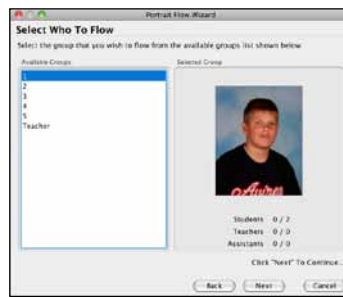 Portrait Flow Wizard
Select Who To Flow
Select the group that you wish to flow from the available groups list shown below
Available Groups
Selected Group
1
2
3
4
5
Teacher
Students 0 / 2
Teachers 0 / 0
Assistants 0 / 0
Click "Next" To Continue...
Back
Next
Cancel